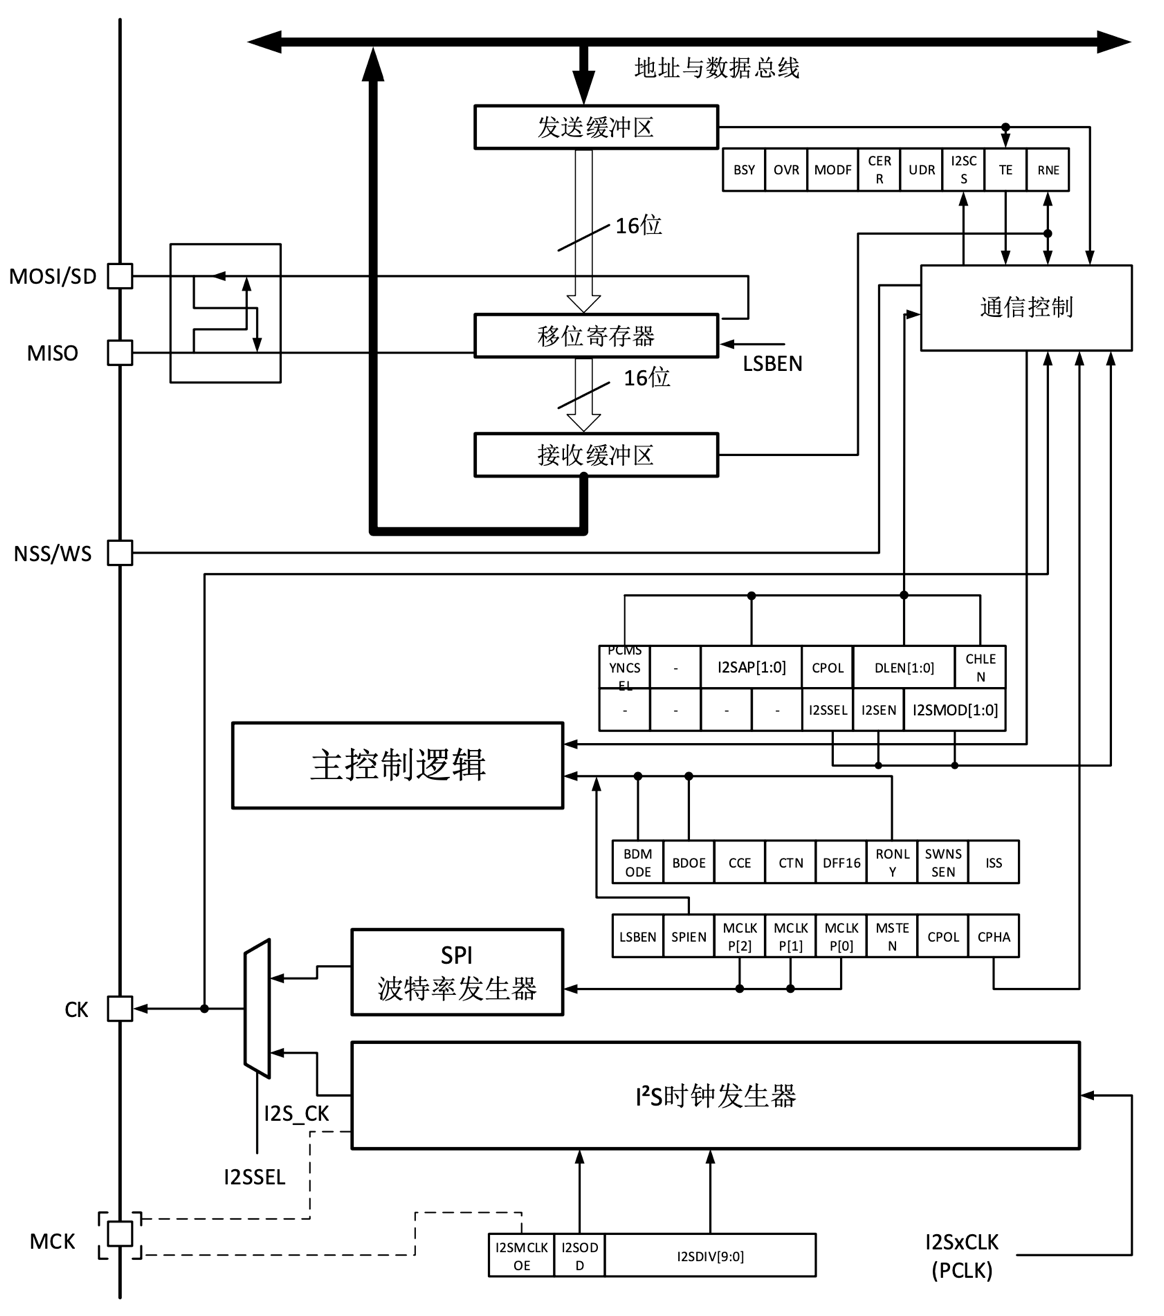 地址与数据总线
发送缓冲区
BSY
OVR
MODF
CER
R
UDR
I2SC
S
TE
RNE
16位
MOSI/SD
通信控制
移位寄存器
MISO
LSBEN
16位
接收缓冲区
NSS/WS
PCMS
YNCS
EL
-
I2SAP[1:0]
CPOL
DLEN[1:0]
CHLE
N
-
-
-
-
I2SSEL
I2SEN
I2SMOD[1:0]
主控制逻辑
BDM
ODE
BDOE
CCE
CTN
DFF16
RONL
Y
SWNS
SEN
ISS
LSBEN
SPIEN
MCLK
P[2]
MCLK
P[1]
MCLK
P[0]
MSTE
N
CPOL
CPHA
SPI
波特率发生器
CK
I²S时钟发生器
I2S_CK
I2SSEL
MCK
I2SMCLK
OE
I2SOD
D
I2SDIV[9:0]
I2SxCLK
(PCLK)